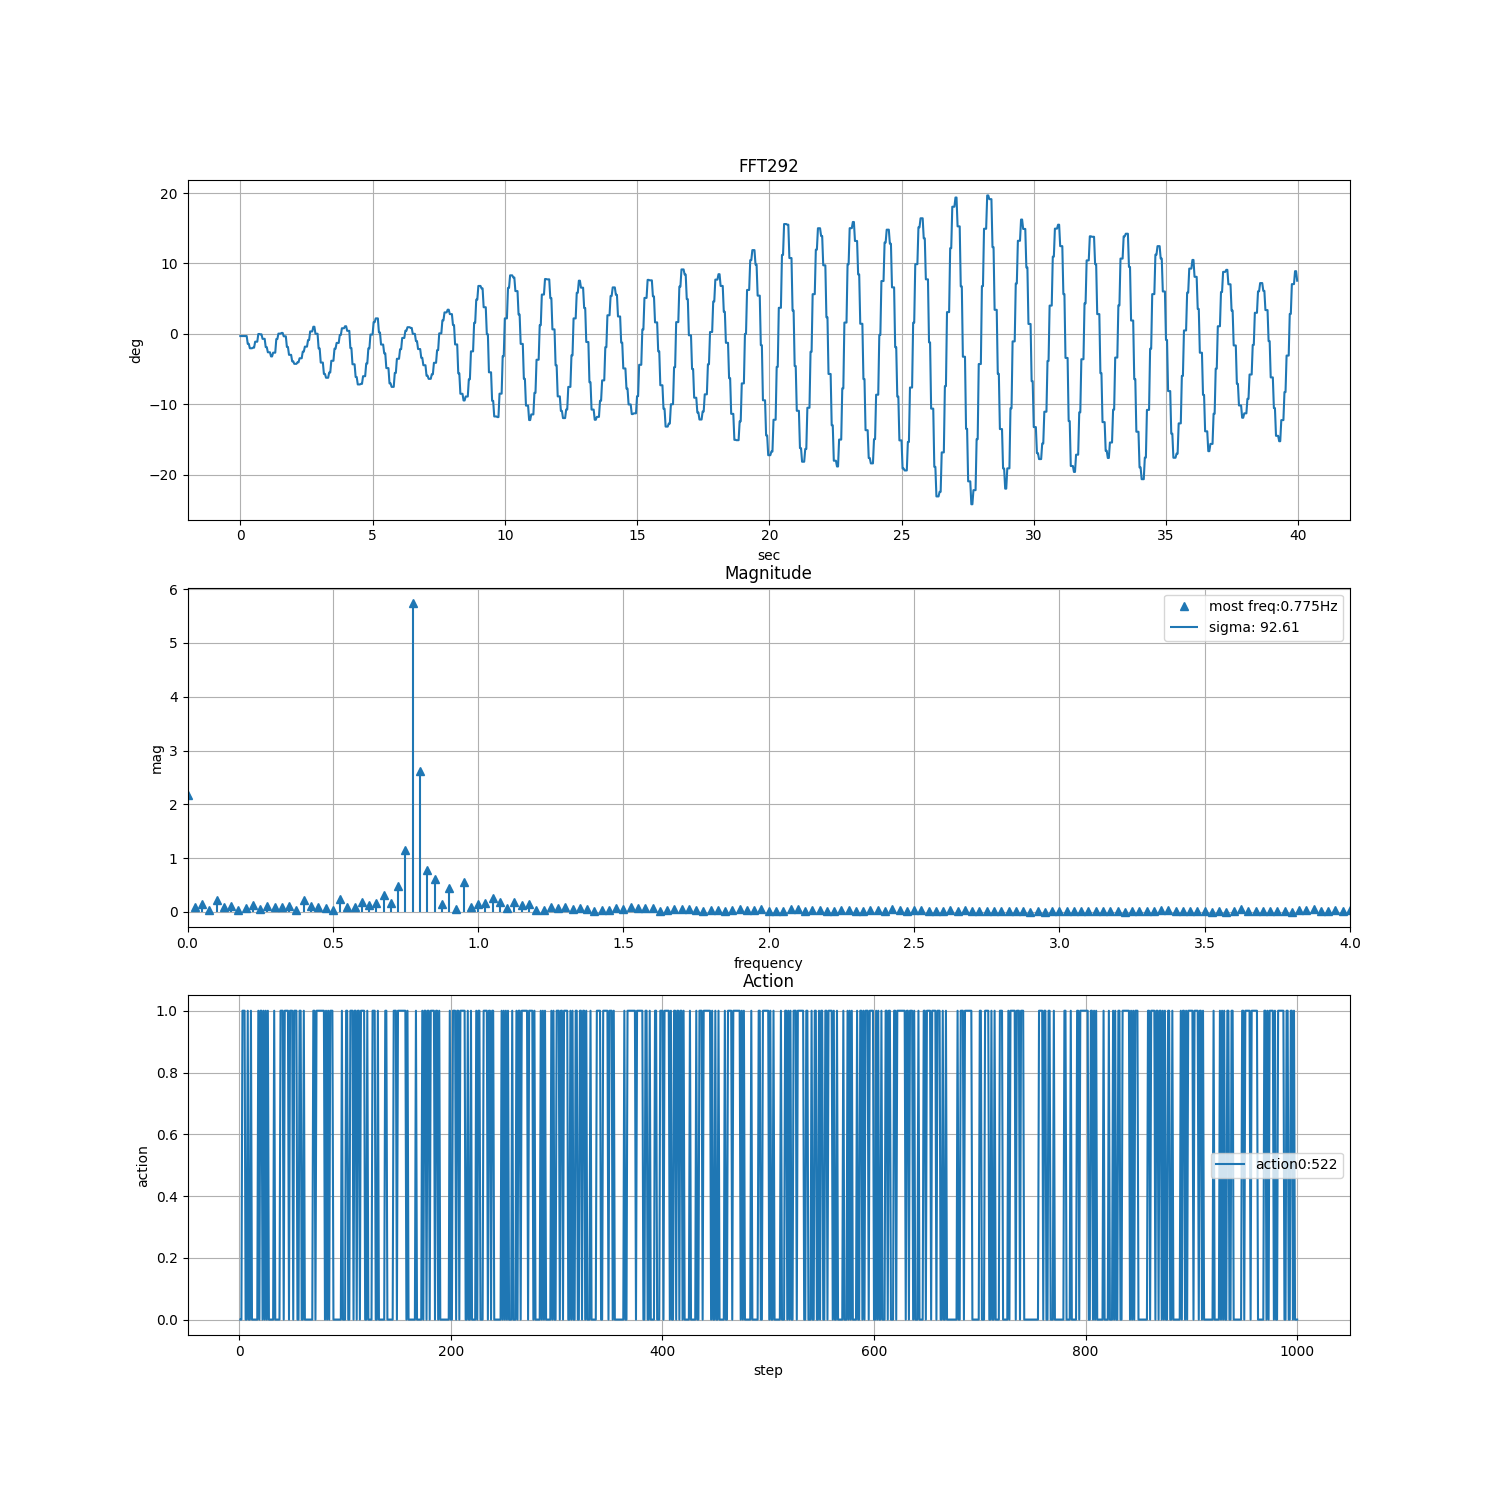 FFT292
20
10
0
−10
−20
deg
0 5 10 15 20 25 30 35 40
sec
Magnitude
6
5
4
3
2
1
0
mag
most freq:0.775Hz
sigma: 92.61
0.0 0.5 1.0 1.5 2.0 2.5 3.0 3.5 4.0
frequency
Action
1.0
0.8
0.6
0.4
0.2
0.0
action
action0:522
0 200 400 600 800 1000
step